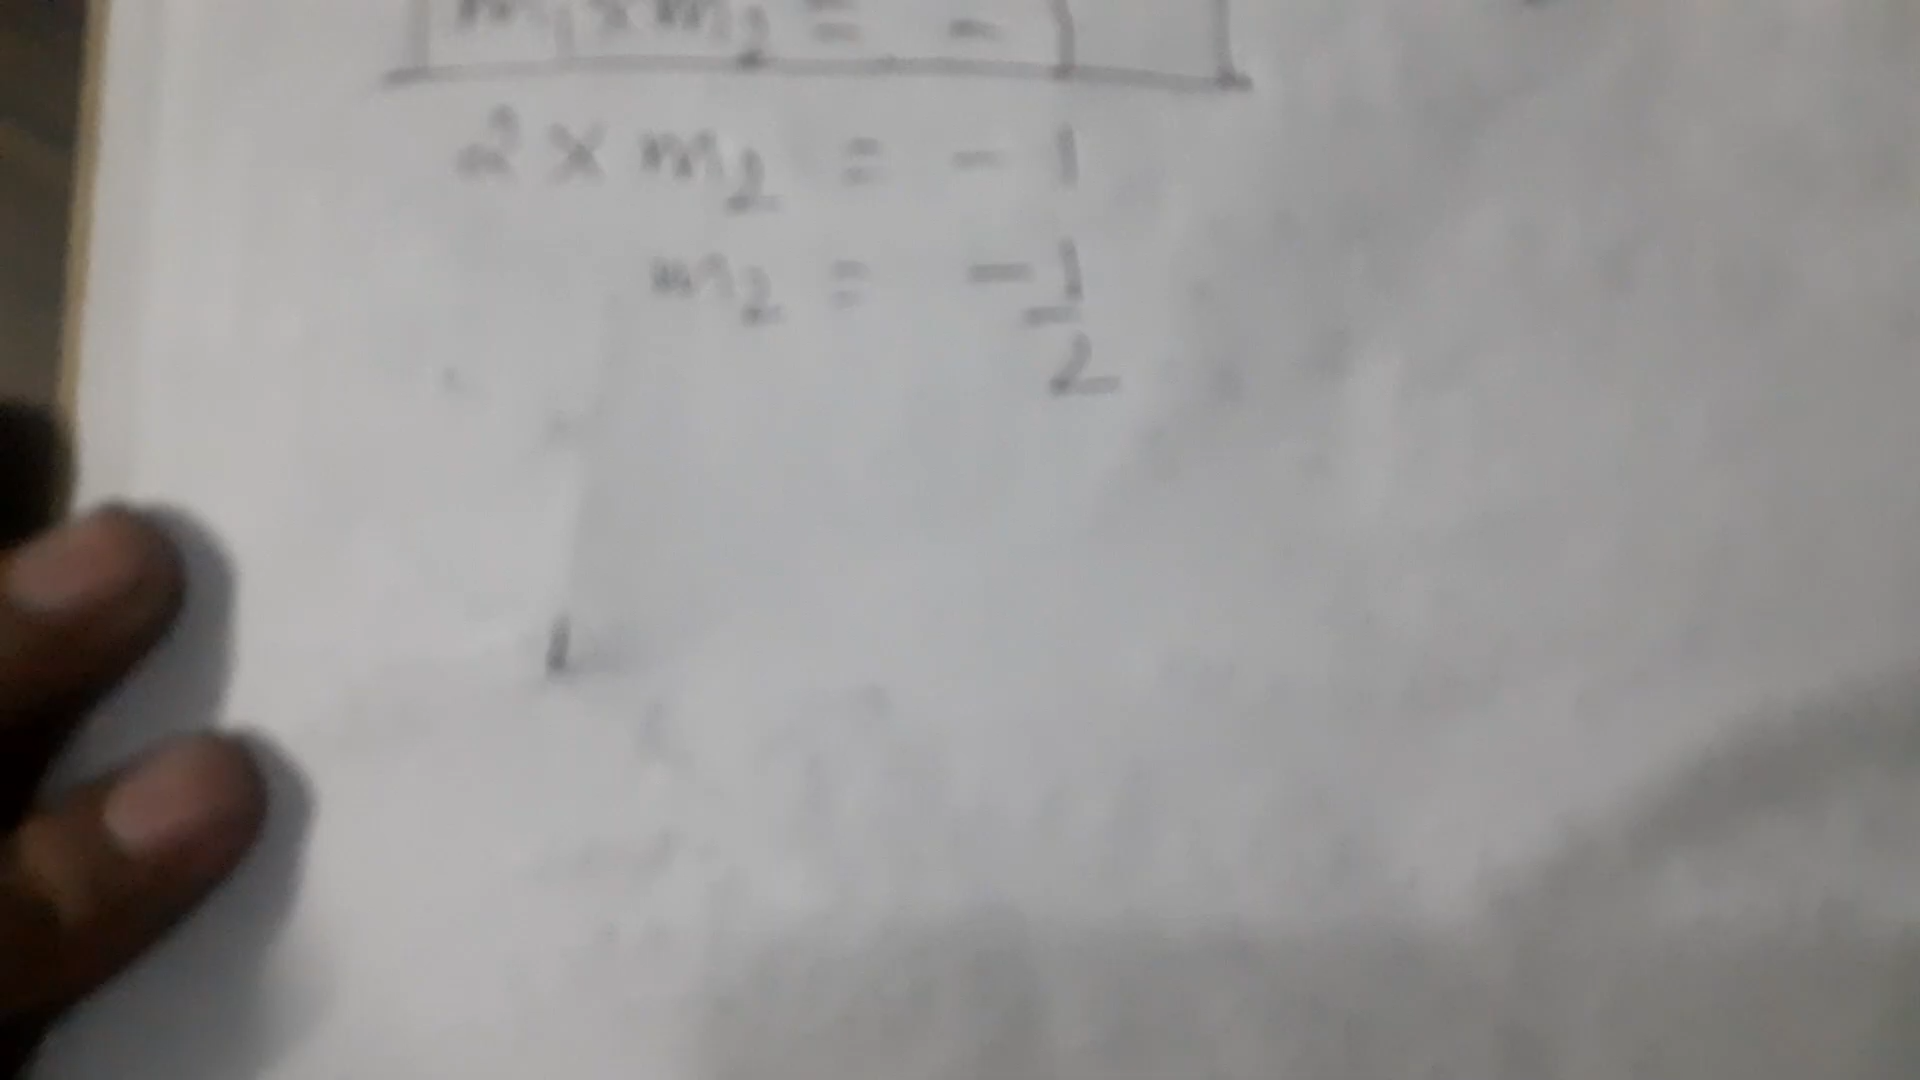 m₁ × m₂ = - 1
2 × m₂ = - 1
m₂ = - 1/2